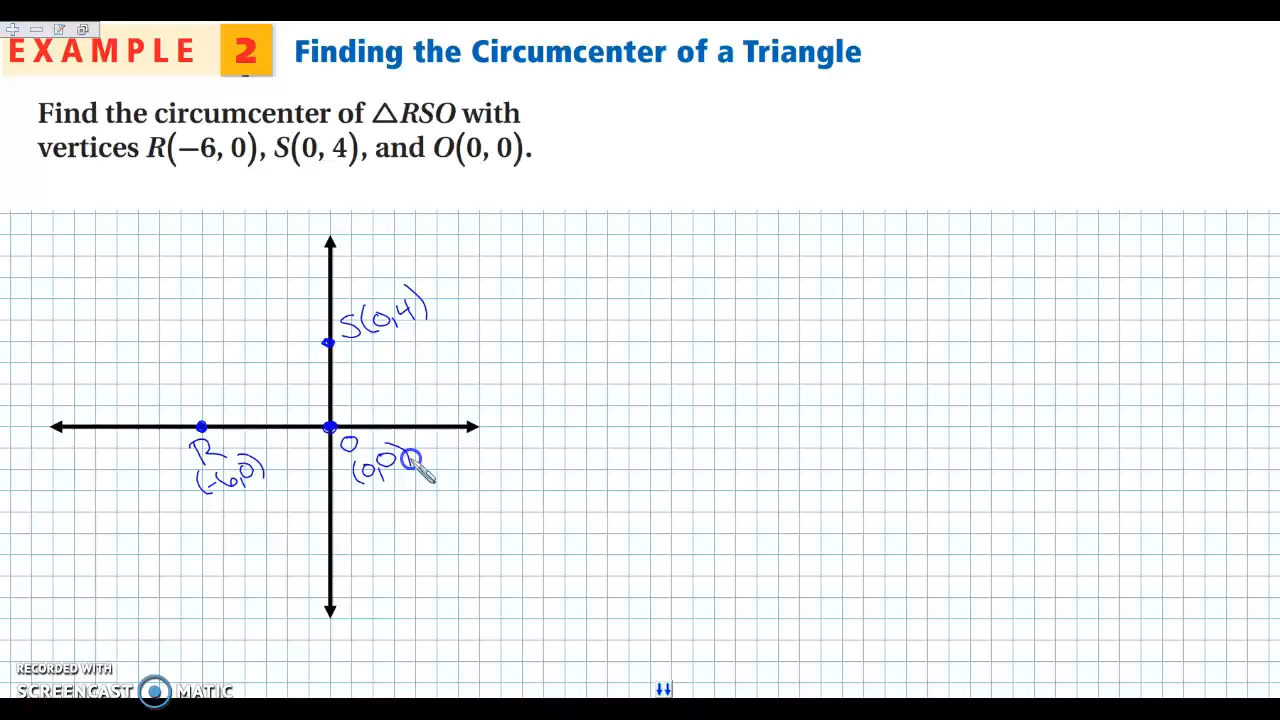 EXAMPLE 2 Finding the Circumcenter of a Triangle
Find the circumcenter of △RSO with
vertices R(−6, 0), S(0, 4), and O(0, 0).
S(0,4)
R
(-6,0)
O
(0,0)
RECORDED WITH
SCREENCAST MATIC